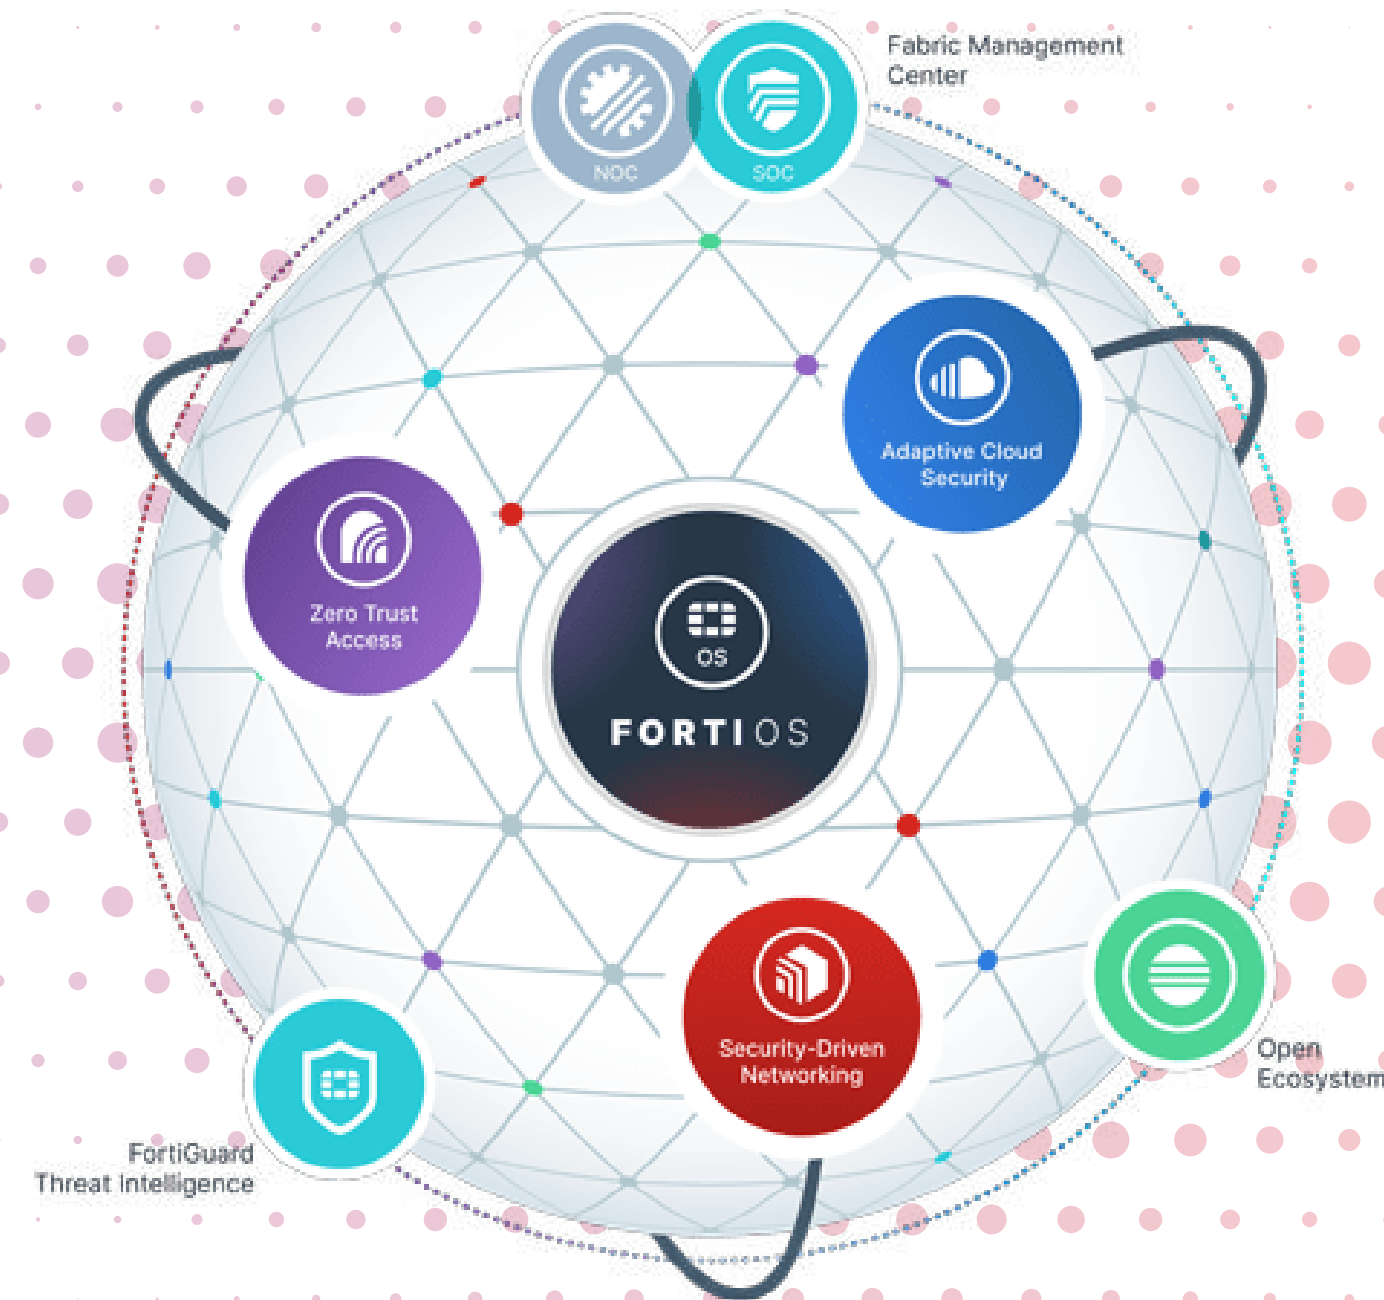 Fabric Management
Center
NOC
SOC
Adaptive Cloud
Security
Zero Trust
Access
OS
FORTIOS
Security-Driven
Networking
Open
Ecosystem
FortiGuard
Threat Intelligence